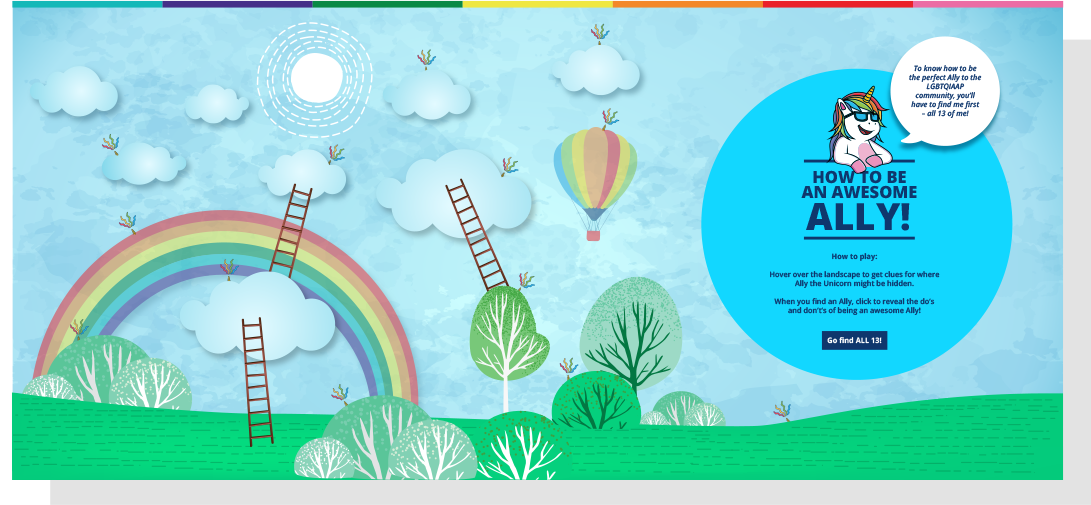 To know how to be
the perfect Ally to the
LGBTQIAAP
community, you'll
have to find me first
– all 13 of me!
HOW TO BE
AN AWESOME
ALLY!
How to play:
Hover over the landscape to get clues for where
Ally the Unicorn might be hidden.
When you find an Ally, click to reveal the do's
and don't's of being an awesome Ally!
Go find ALL 13!